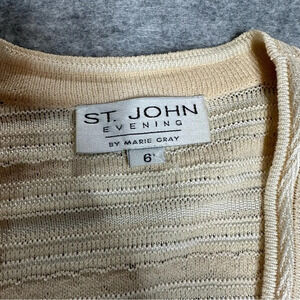 ST. JOHN
EVENING
BY MARIE GRAY
6